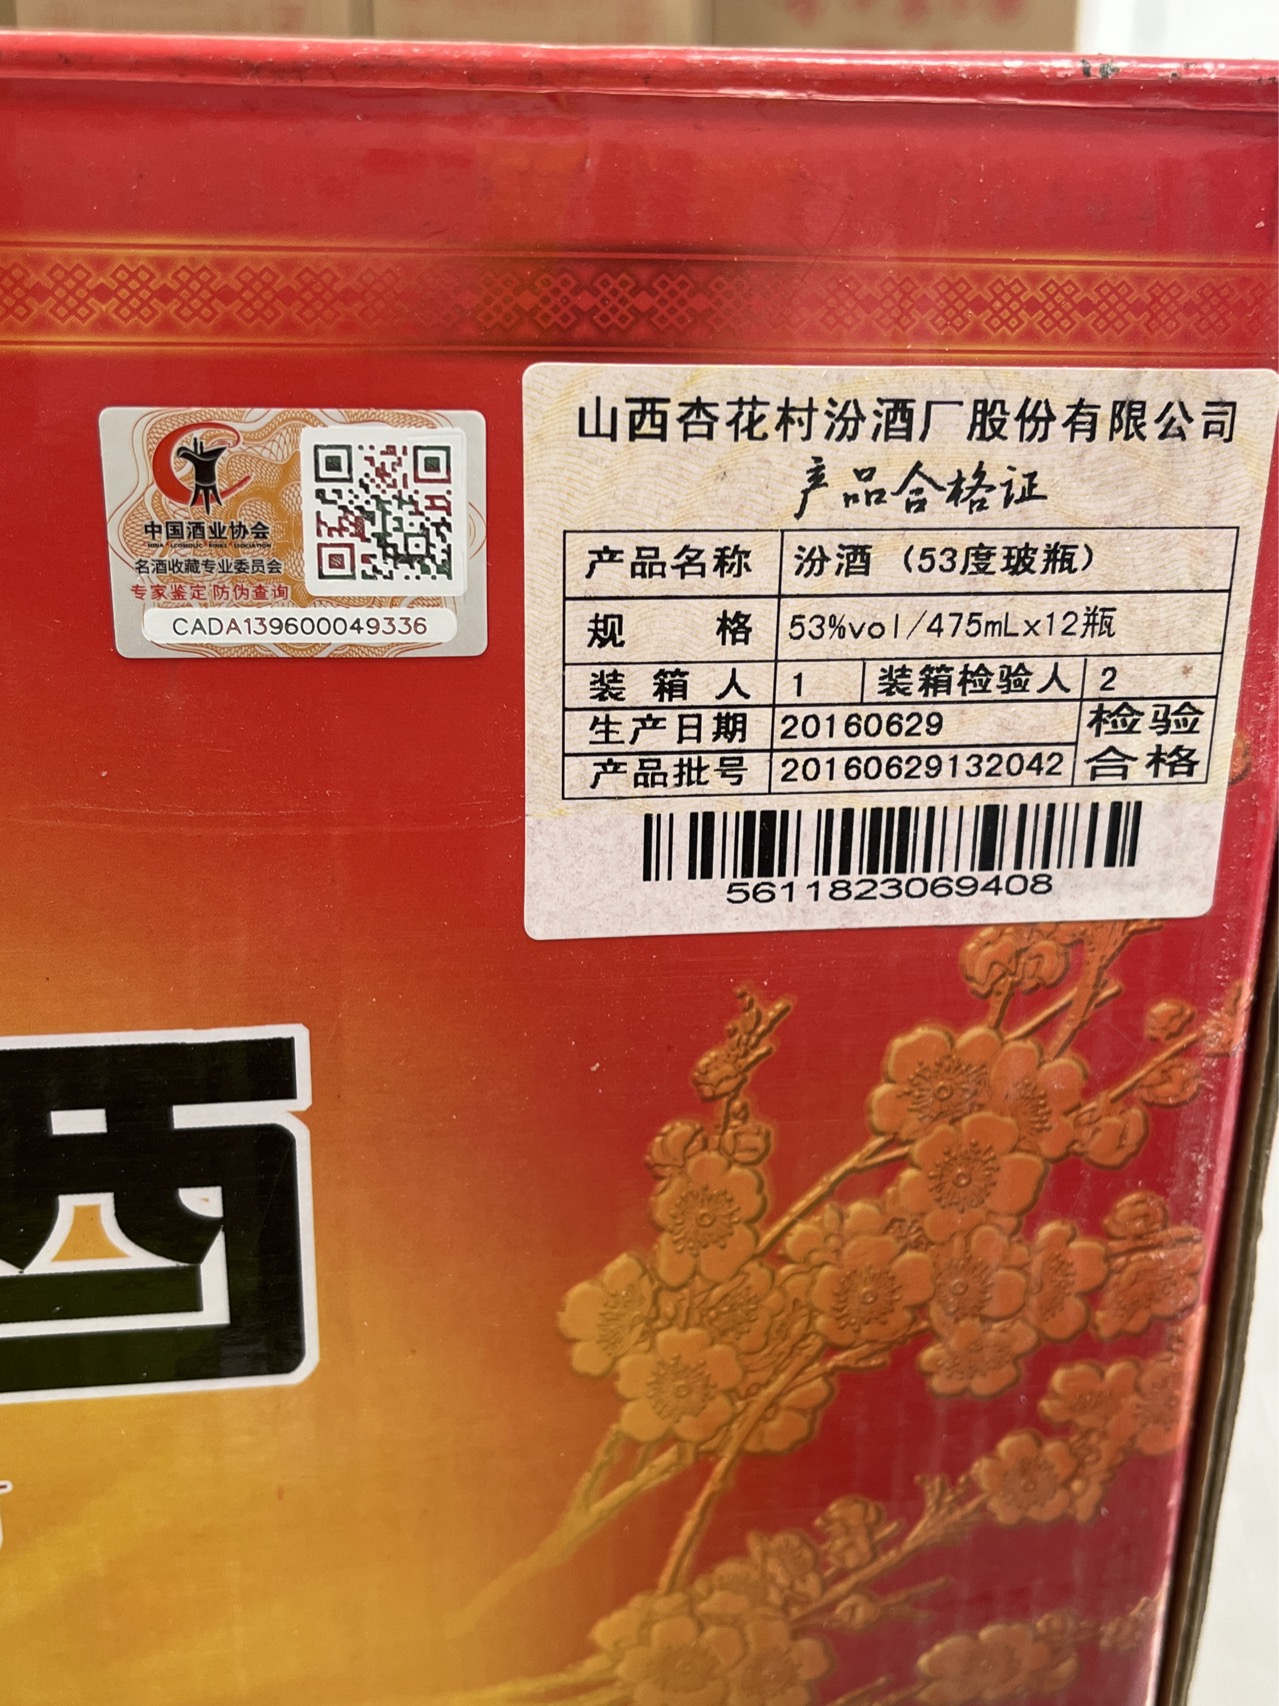 中国酒业协会
名酒收藏专业委员会
专家鉴定 防伪查询
CADA139600049336
山西杏花村汾酒厂股份有限公司
产品合格证
产品名称 汾酒（53度玻瓶）
规 格 53%vol/475mLx12瓶
装 箱 人 1 装箱检验人 2
生产日期 20160629 检验
产品批号 20160629132042 合格
5611823069408